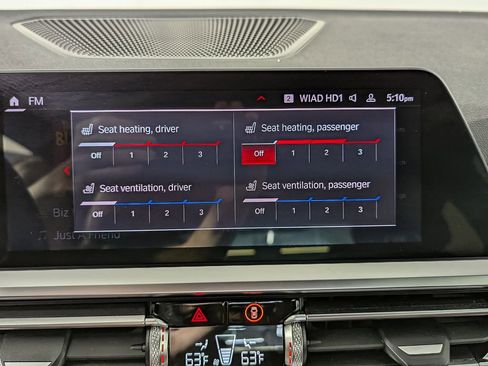 FM
2 WIAD HD1 5:10pm
Seat heating, driver
Off 1 2 3
Seat heating, passenger
Off 1 2 3
Seat ventilation, driver
Off 1 2 3
Seat ventilation, passenger
Off 1 2 3
Biz
Just A Friend
63°F 63°F